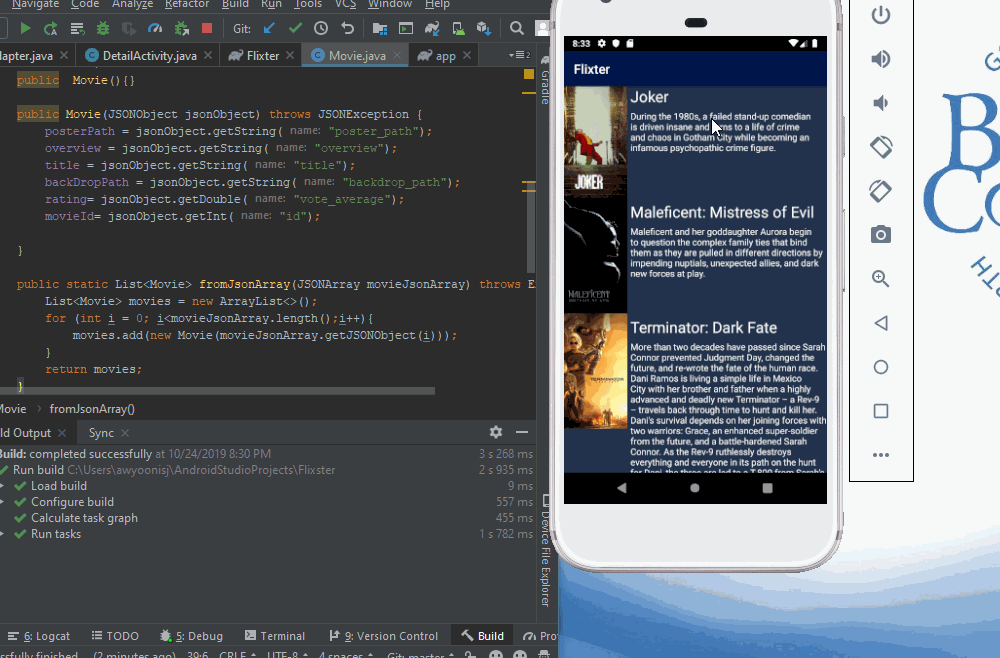 Navigate Code Analyze Refactor Build Run Tools VCS Window Help
Git:
apter.java DetailActivity.java Flixter Movie.java app
public Movie(){}
public Movie(JSONObject jsonObject) throws JSONException {
posterPath = jsonObject.getString( name: "poster_path");
overview = jsonObject.getString( name: "overview");
title = jsonObject.getString( name: "title");
backDropPath = jsonObject.getString( name: "backdrop_path");
rating= jsonObject.getDouble( name: "vote_average");
movieId= jsonObject.getInt( name: "id");
}
public static List<Movie> fromJsonArray(JSONArray movieJsonArray) throws
List<Movie> movies = new ArrayList<>();
for (int i = 0; i<movieJsonArray.length();i++){
movies.add(new Movie(movieJsonArray.getJSONObject(i)));
}
return movies;
}
Movie fromJsonArray()
ld Output Sync
Build: completed successfully at 10/24/2019 8:30 PM 3 s 268 ms
Run build C:\Users\awyoonisj\AndroidStudioProjects\Flixster 2 s 935 ms
Load build 9 ms
Configure build 557 ms
Calculate task graph 455 ms
Run tasks 1 s 782 ms
6: Logcat TODO 5: Debug Terminal 9: Version Control Build Pro
ssfully finished (2 minutes ago) 39:6 CRLF UTF-8 4 spaces Git: master
Gradle
Device File Explorer
8:33
Flixter
Joker
During the 1980s, a failed stand-up comedian
is driven insane and turns to a life of crime
and chaos in Gotham City while becoming an
infamous psychopathic crime figure.
JOKER
Maleficent: Mistress of Evil
Maleficent and her goddaughter Aurora begin
to question the complex family ties that bind
them as they are pulled in different directions by
impending nuptials, unexpected allies, and dark
new forces at play.
MALEFICENT
Terminator: Dark Fate
More than two decades have passed since Sarah
Connor prevented Judgment Day, changed the
future, and re-wrote the fate of the human race.
Dani Ramos is living a simple life in Mexico
City with her brother and father when a highly
advanced and deadly new Terminator – a Rev-9
– travels back through time to hunt and kill her.
Dani's survival depends on her joining forces with
two warriors: Grace, an enhanced super-soldier
from the future, and a battle-hardened Sarah
Connor. As the Rev-9 ruthlessly destroys
everything and everyone in its path on the hunt
for Dani, the three are led to a T-800 from Sarah's
B
CO
TH